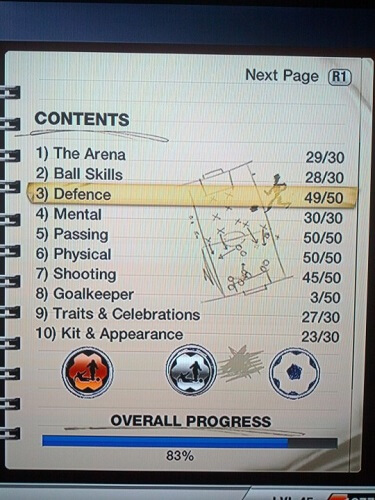 Next Page R1
CONTENTS
1) The Arena 29/30
2) Ball Skills 28/30
3) Defence 49/50
4) Mental 30/30
5) Passing 50/50
6) Physical 50/50
7) Shooting 45/50
8) Goalkeeper 3/50
9) Traits & Celebrations 27/30
10) Kit & Appearance 23/30
OVERALL PROGRESS
83%